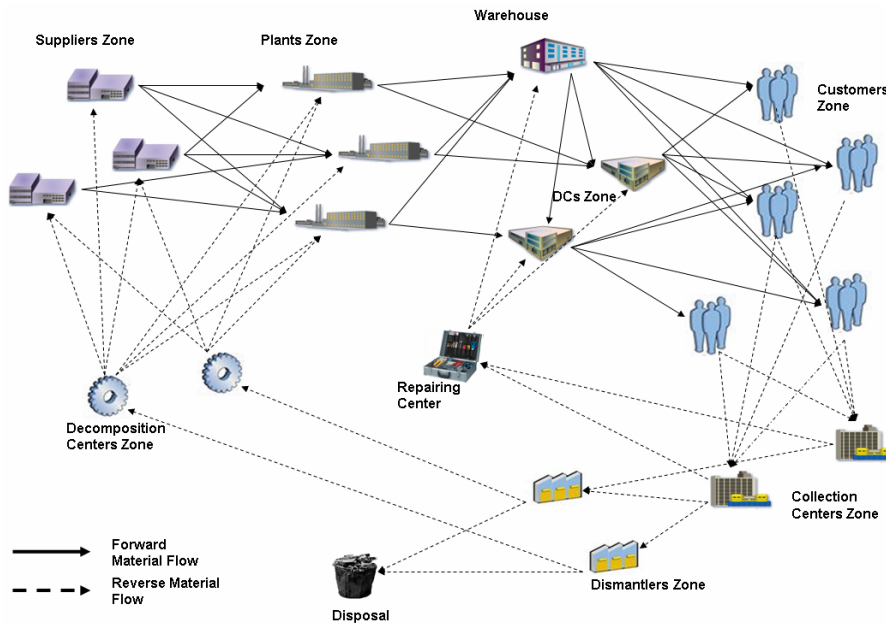 Suppliers Zone
Plants Zone
Warehouse
Customers
Zone
DCs Zone
Repairing
Center
Decomposition
Centers Zone
Collection
Centers Zone
Forward
Material Flow
Reverse Material
Flow
Dismantlers Zone
Disposal